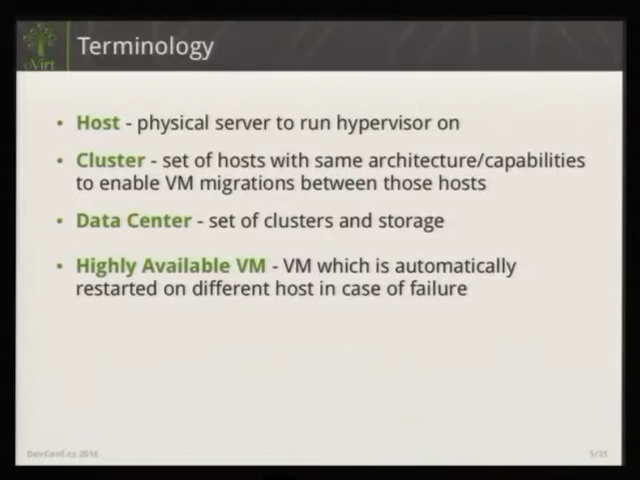 oVirt
Terminology
• Host - physical server to run hypervisor on
• Cluster - set of hosts with same architecture/capabilities
to enable VM migrations between those hosts
• Data Center - set of clusters and storage
• Highly Available VM - VM which is automatically
restarted on different host in case of failure
DevConf.cz 2016